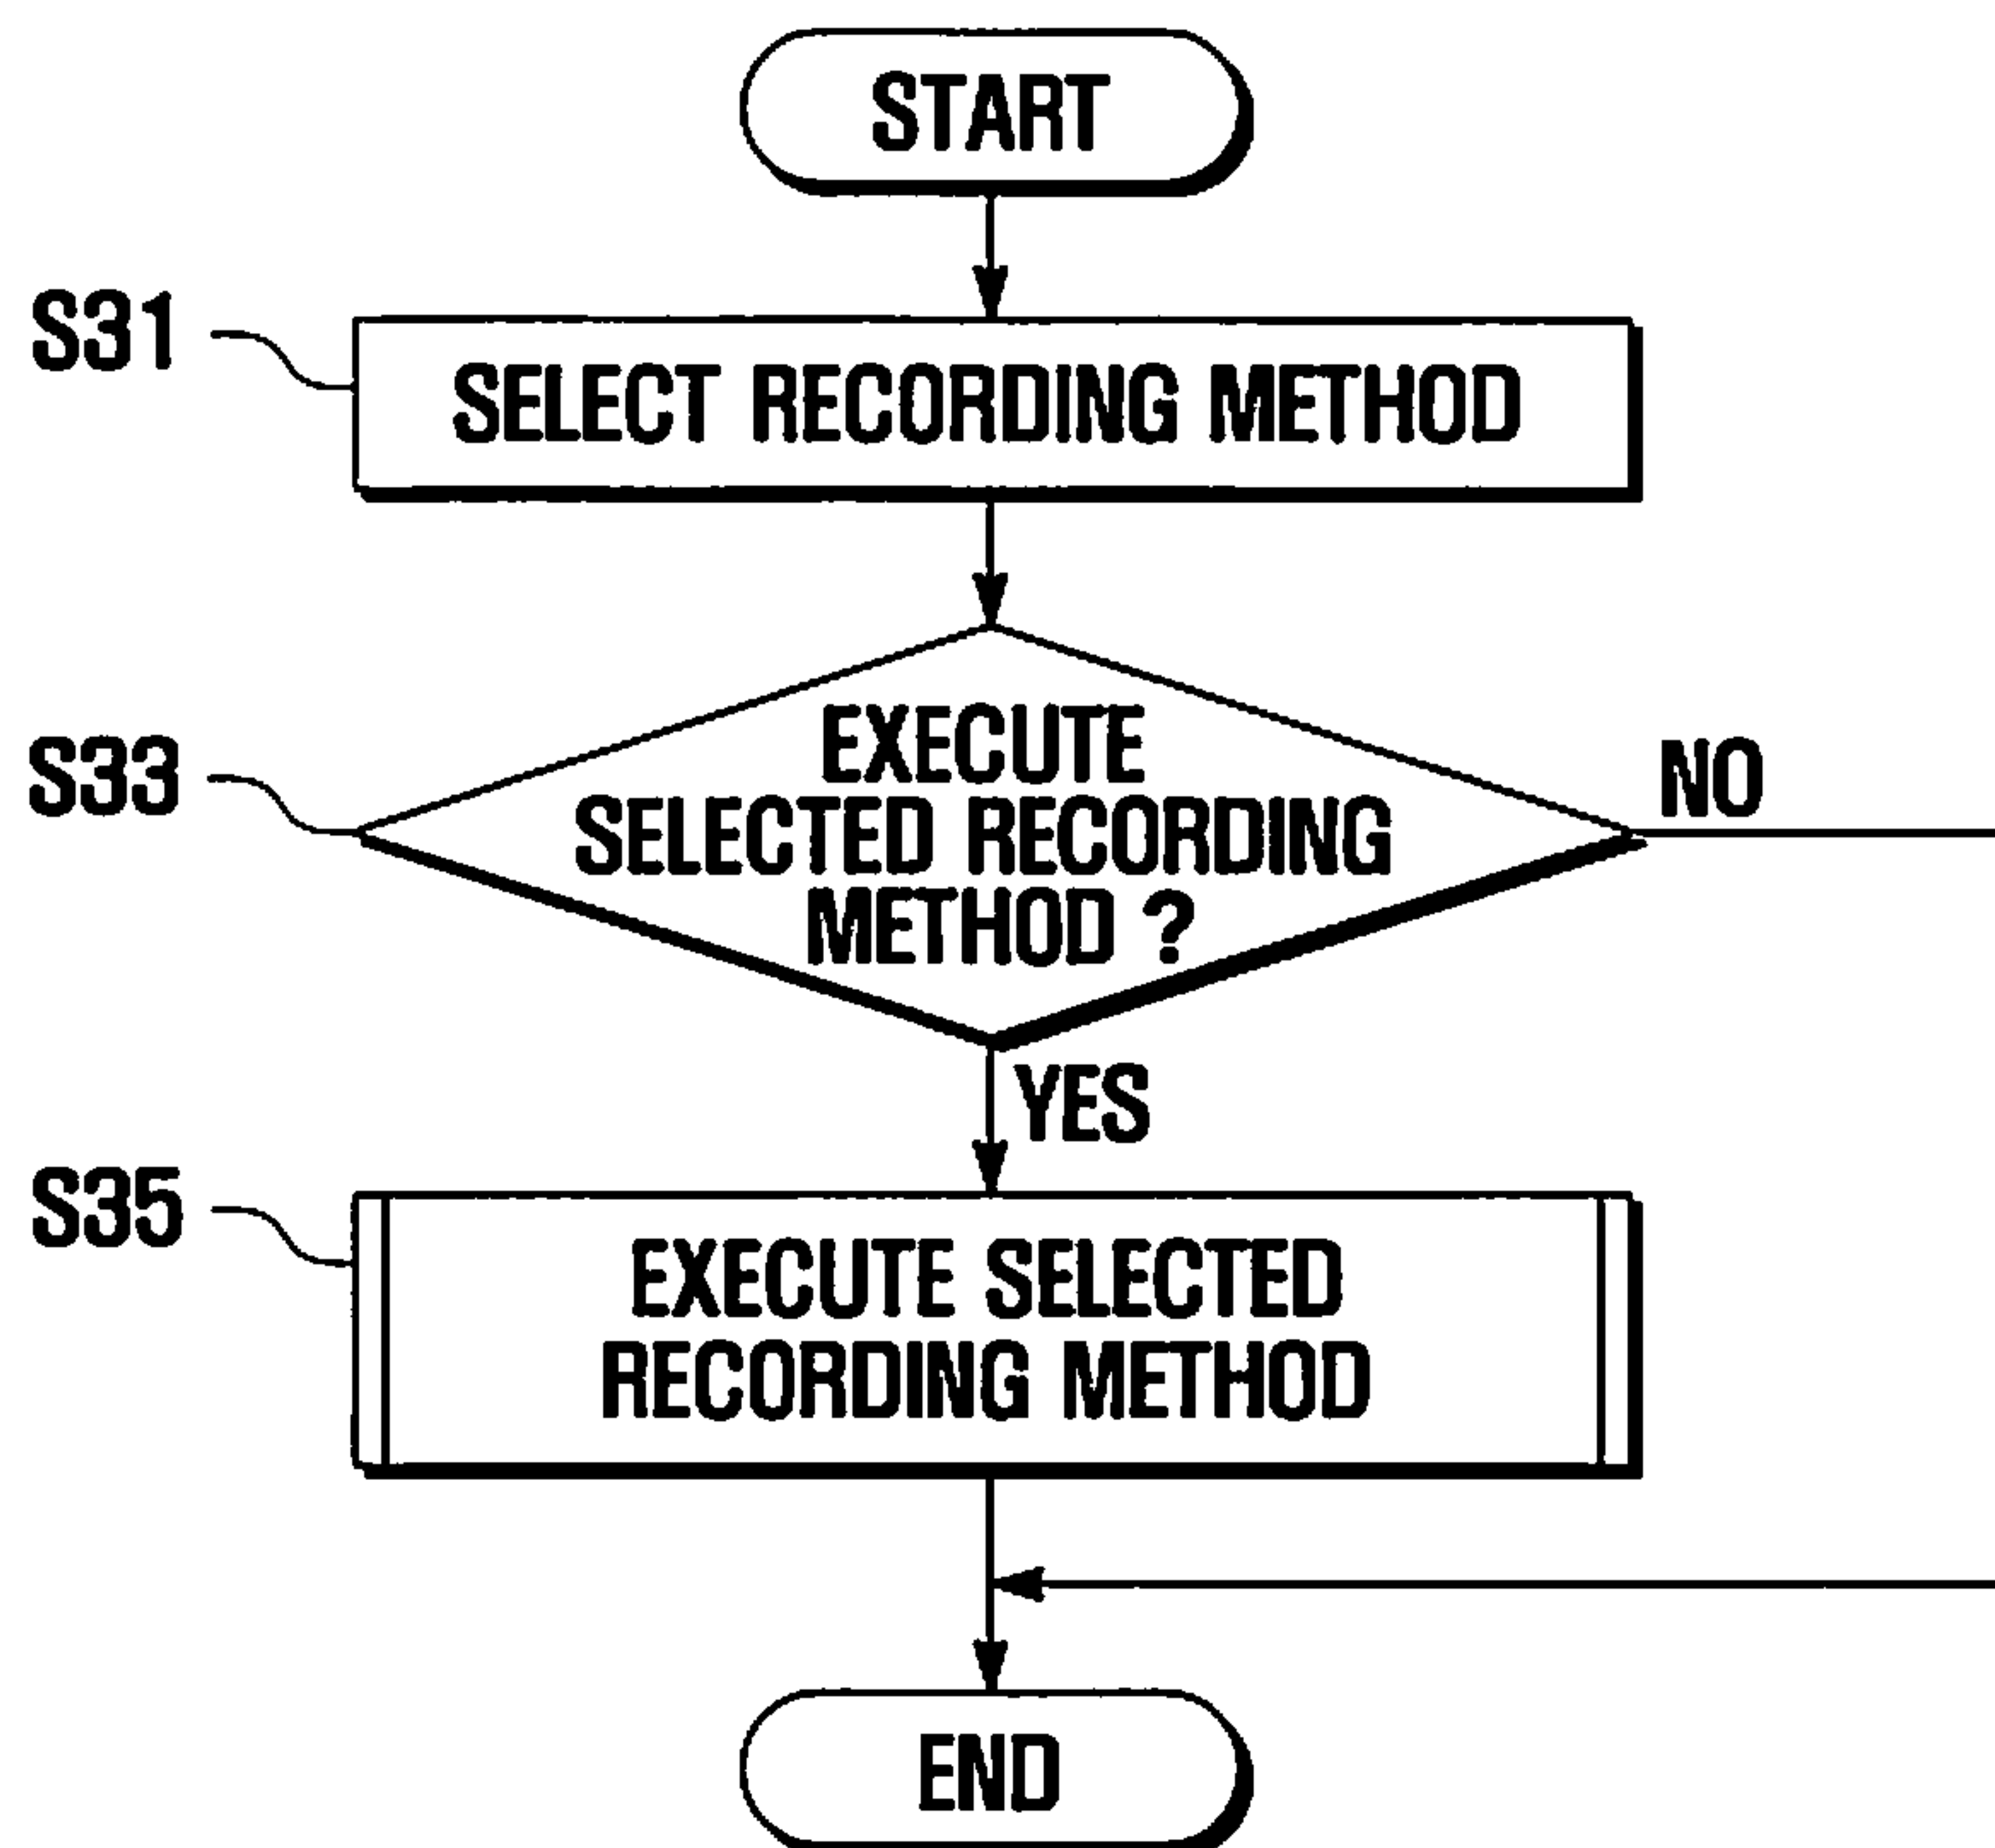 START
S31
SELECT RECORDING METHOD
S33
EXECUTE
SELECTED RECORDING
METHOD ?
NO
YES
S35
EXECUTE SELECTED
RECORDING METHOD
END